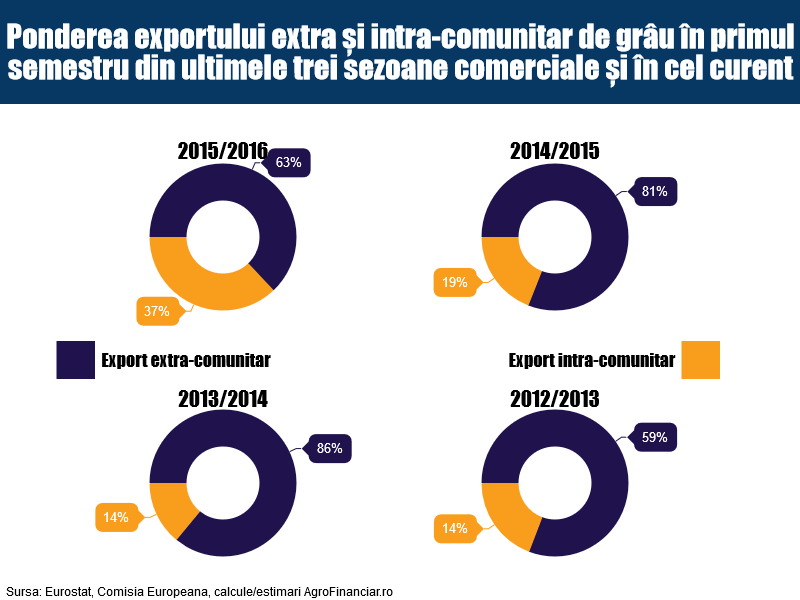 Ponderea exportului extra și intra-comunitar de grâu în primul
semestru din ultimele trei sezoane comerciale și în cel curent
2015/2016
63%
37%
2014/2015
81%
19%
Export extra-comunitar
Export intra-comunitar
2013/2014
86%
14%
2012/2013
59%
14%
Sursa: Eurostat, Comisia Europeana, calcule/estimari AgroFinanciar.ro